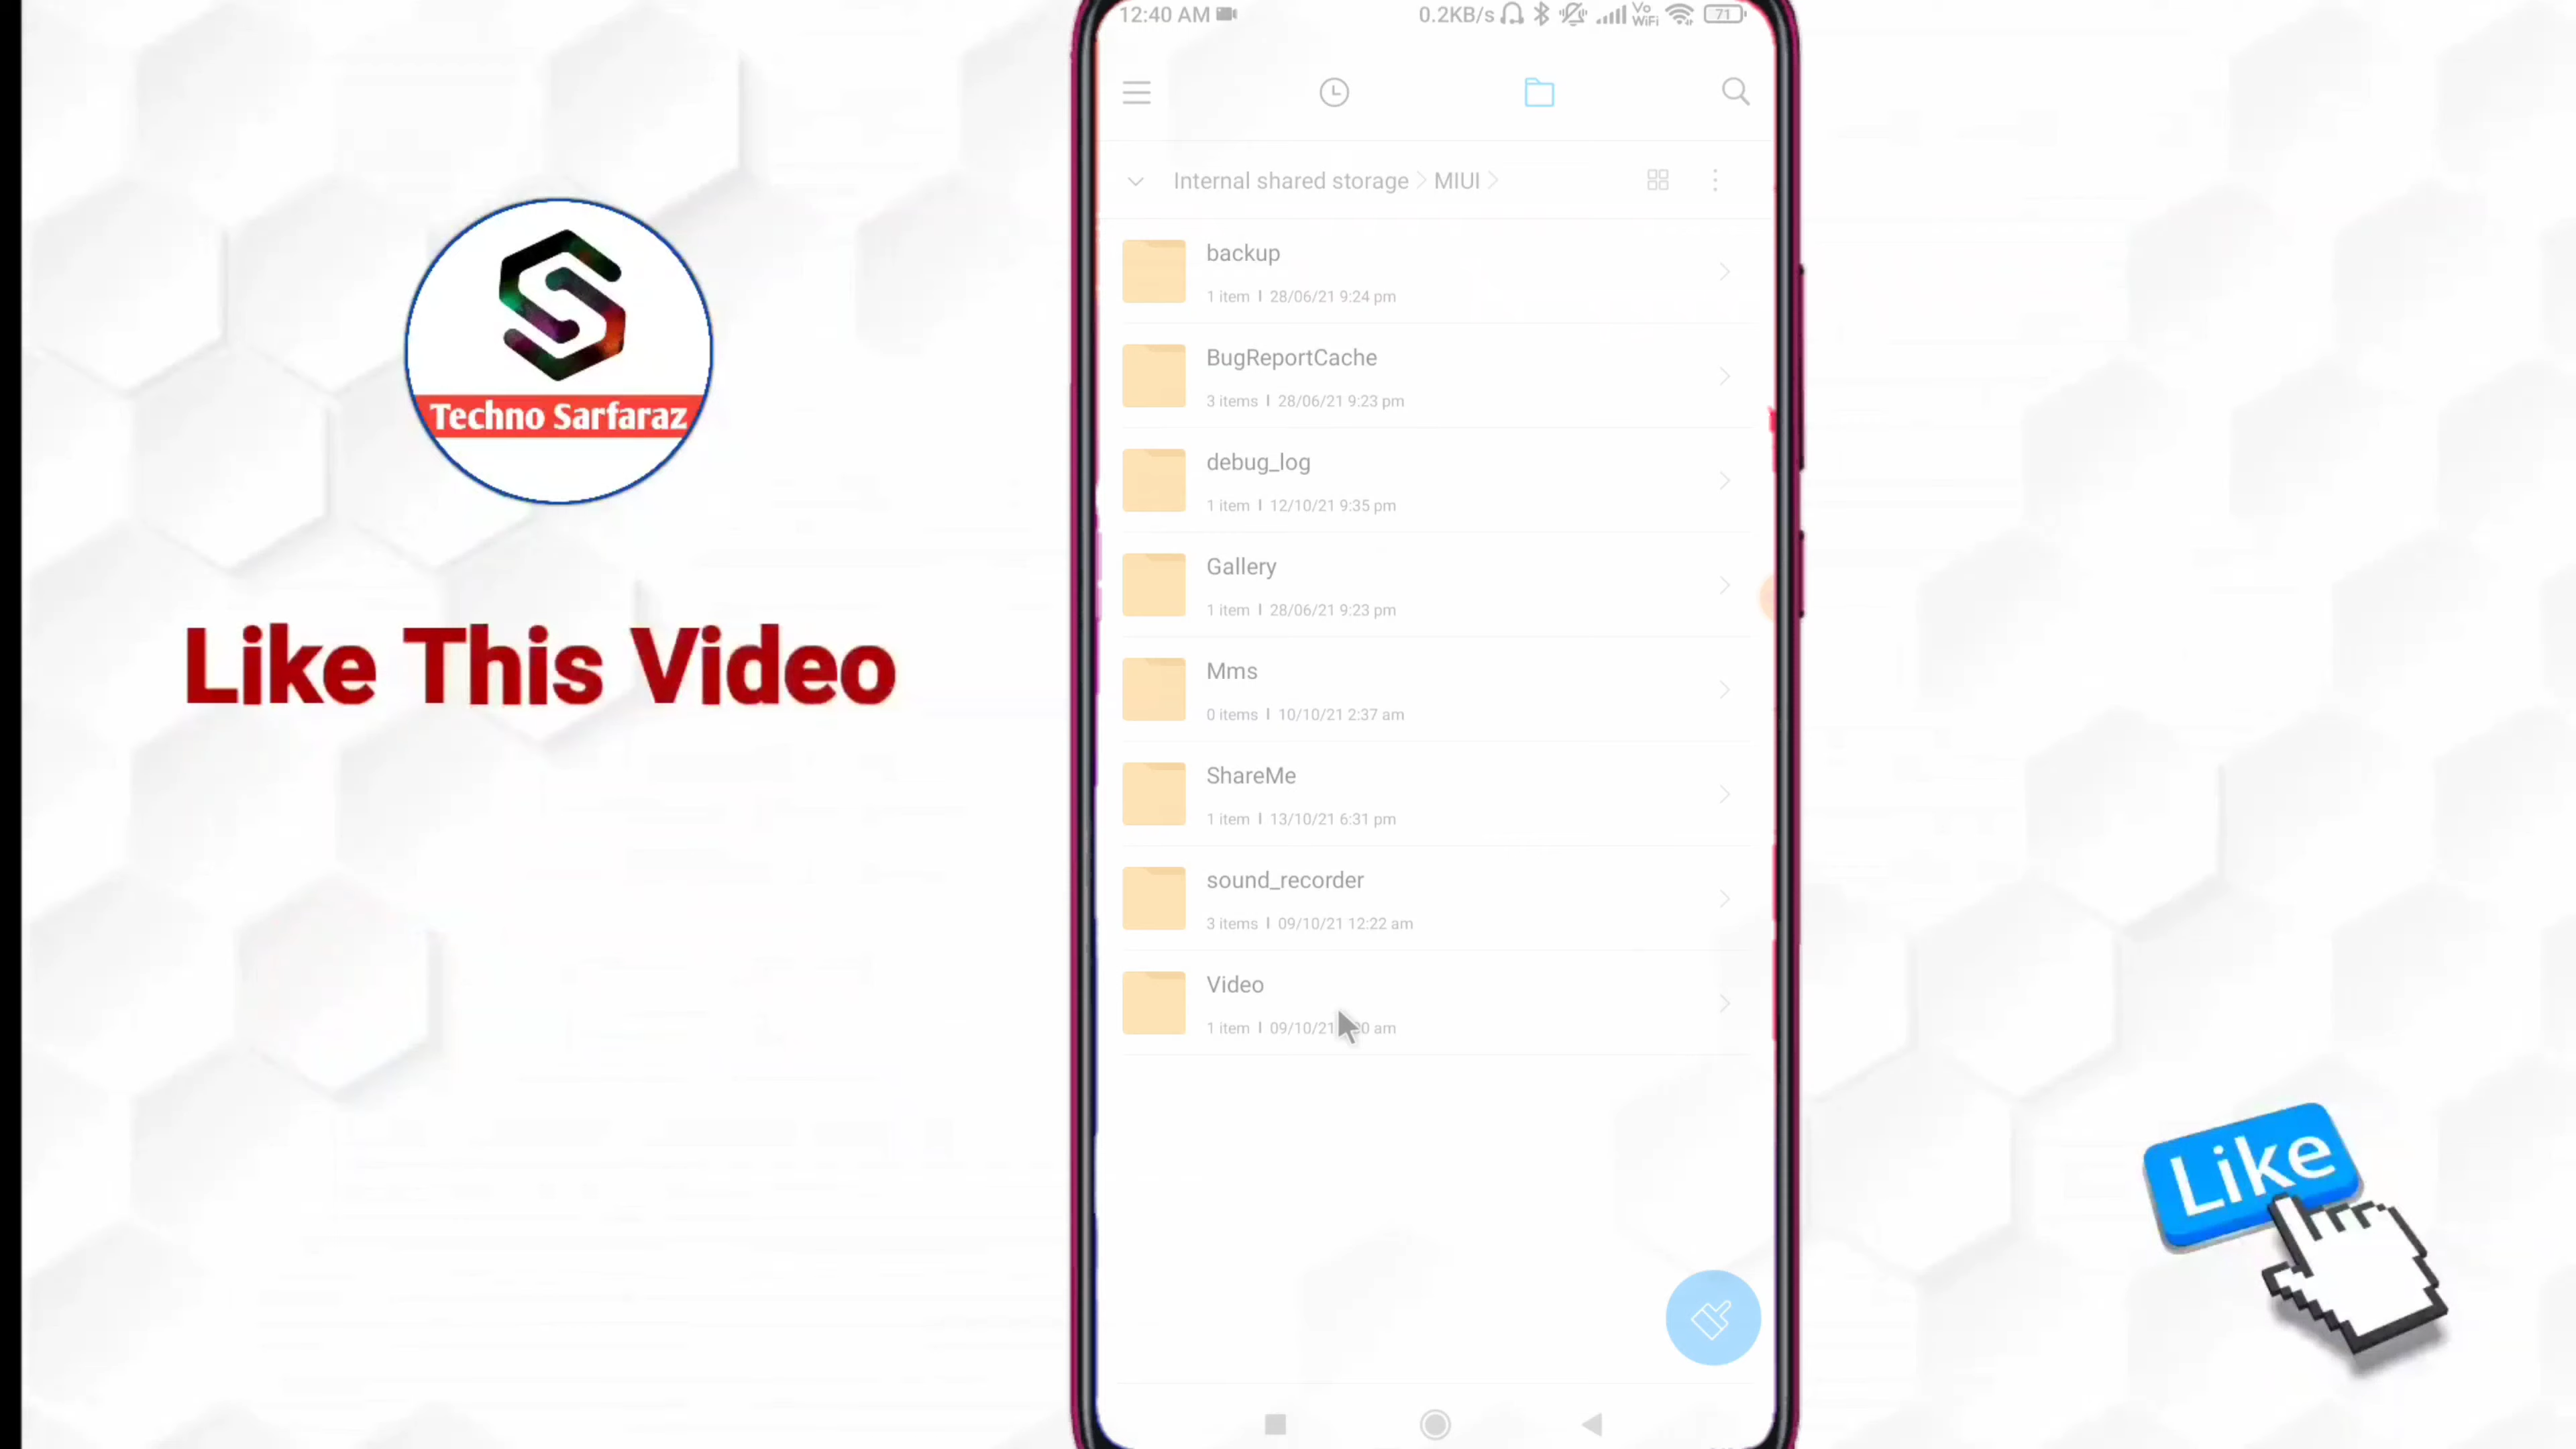 12:40 AM
0.2KB/s
Vo
WiFi
71
Internal shared storage
MIUI
backup
1 item | 28/06/21 9:24 pm
BugReportCache
3 items | 28/06/21 9:23 pm
debug_log
1 item | 12/10/21 9:35 pm
Gallery
1 item | 28/06/21 9:23 pm
Mms
0 items | 10/10/21 2:37 am
ShareMe
1 item | 13/10/21 6:31 pm
sound_recorder
3 items | 09/10/21 12:22 am
Video
1 item | 09/10/21 am
Techno Sarfaraz
Like This Video
Like